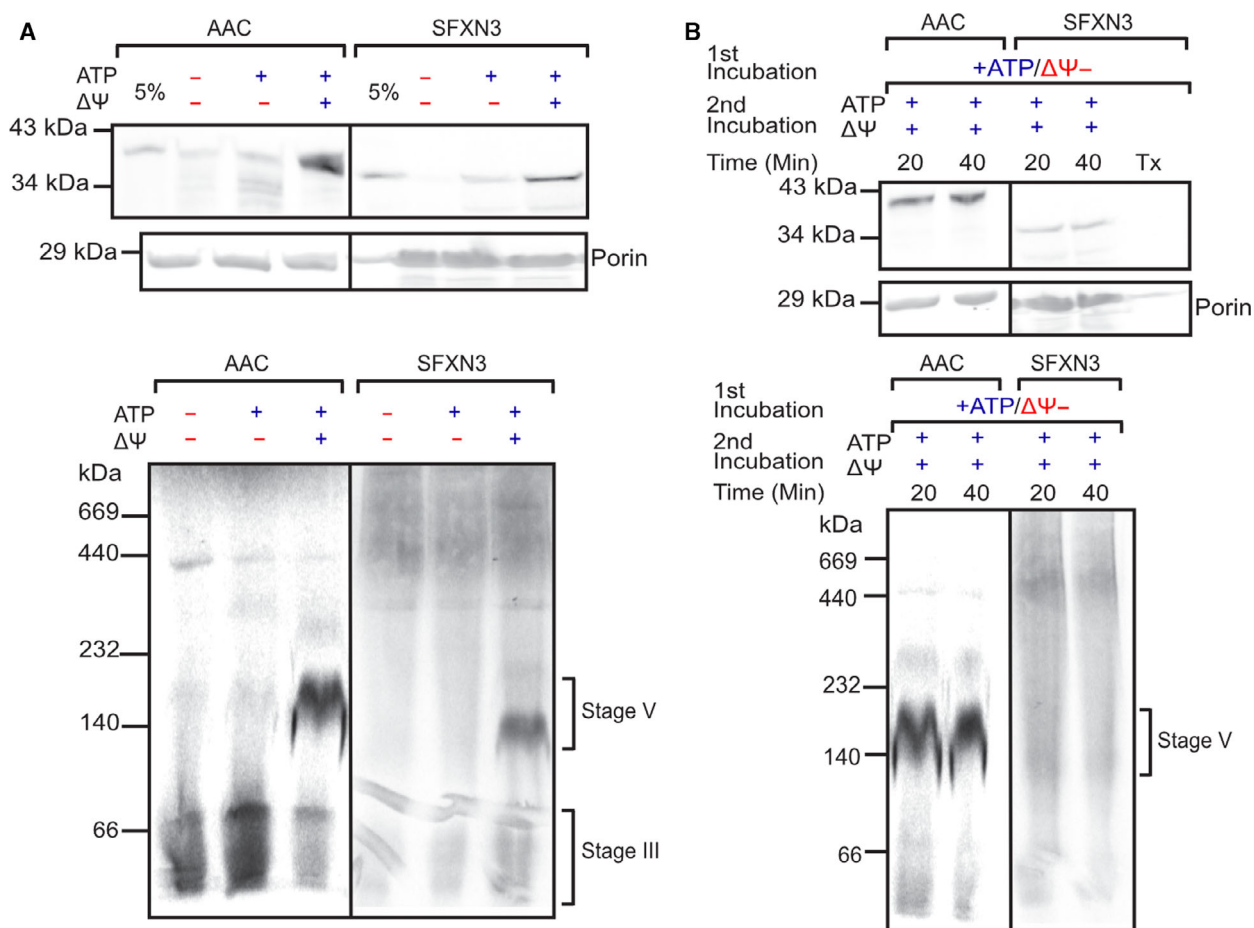 A
AAC SFXN3
ATP – + + – + +
5% 5%
ΔΨ – – + – – +
43 kDa
34 kDa
29 kDa
Porin
AAC SFXN3
ATP – + + – + +
ΔΨ – – + – – +
kDa
669
440
232
140
66
Stage V
Stage III
B
AAC SFXN3
1st
Incubation
+ATP/ΔΨ–
2nd
Incubation
ATP + + + +
ΔΨ + + + +
Time (Min) 20 40 20 40 Tx
43 kDa
34 kDa
29 kDa
Porin
AAC SFXN3
1st
Incubation
+ATP/ΔΨ–
2nd
Incubation
ATP + + + +
ΔΨ + + + +
Time (Min) 20 40 20 40
kDa
669
440
232
140
66
Stage V